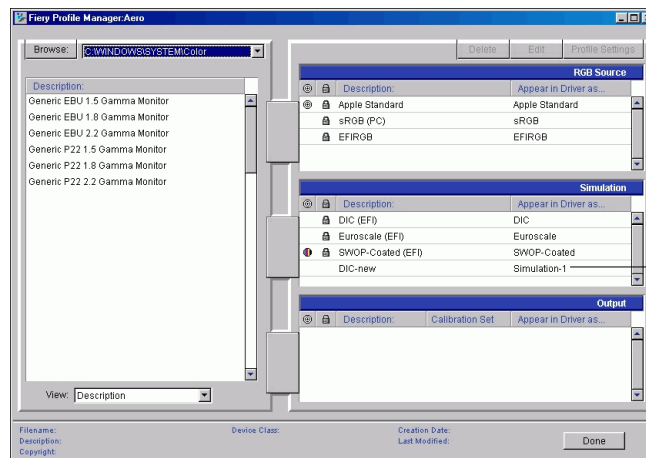 Fiery Profile Manager:Aero
Browse: C:\WINDOWS\SYSTEM\Color
Delete Edit Profile Settings
Description:
Generic EBU 1.5 Gamma Monitor
Generic EBU 1.8 Gamma Monitor
Generic EBU 2.2 Gamma Monitor
Generic P22 1.5 Gamma Monitor
Generic P22 1.8 Gamma Monitor
Generic P22 2.2 Gamma Monitor
View: Description
RGB Source
Description: Appear in Driver as...
Apple Standard Apple Standard
sRGB (PC) sRGB
EFIRGB EFIRGB
Simulation
Description: Appear in Driver as...
DIC (EFI) DIC
Euroscale (EFI) Euroscale
SWOP-Coated (EFI) SWOP-Coated
DIC-new Simulation-1
Output
Description: Calibration Set Appear in Driver as...
Filename: Device Class: Creation Date:
Description: Last Modified:
Copyright:
Done